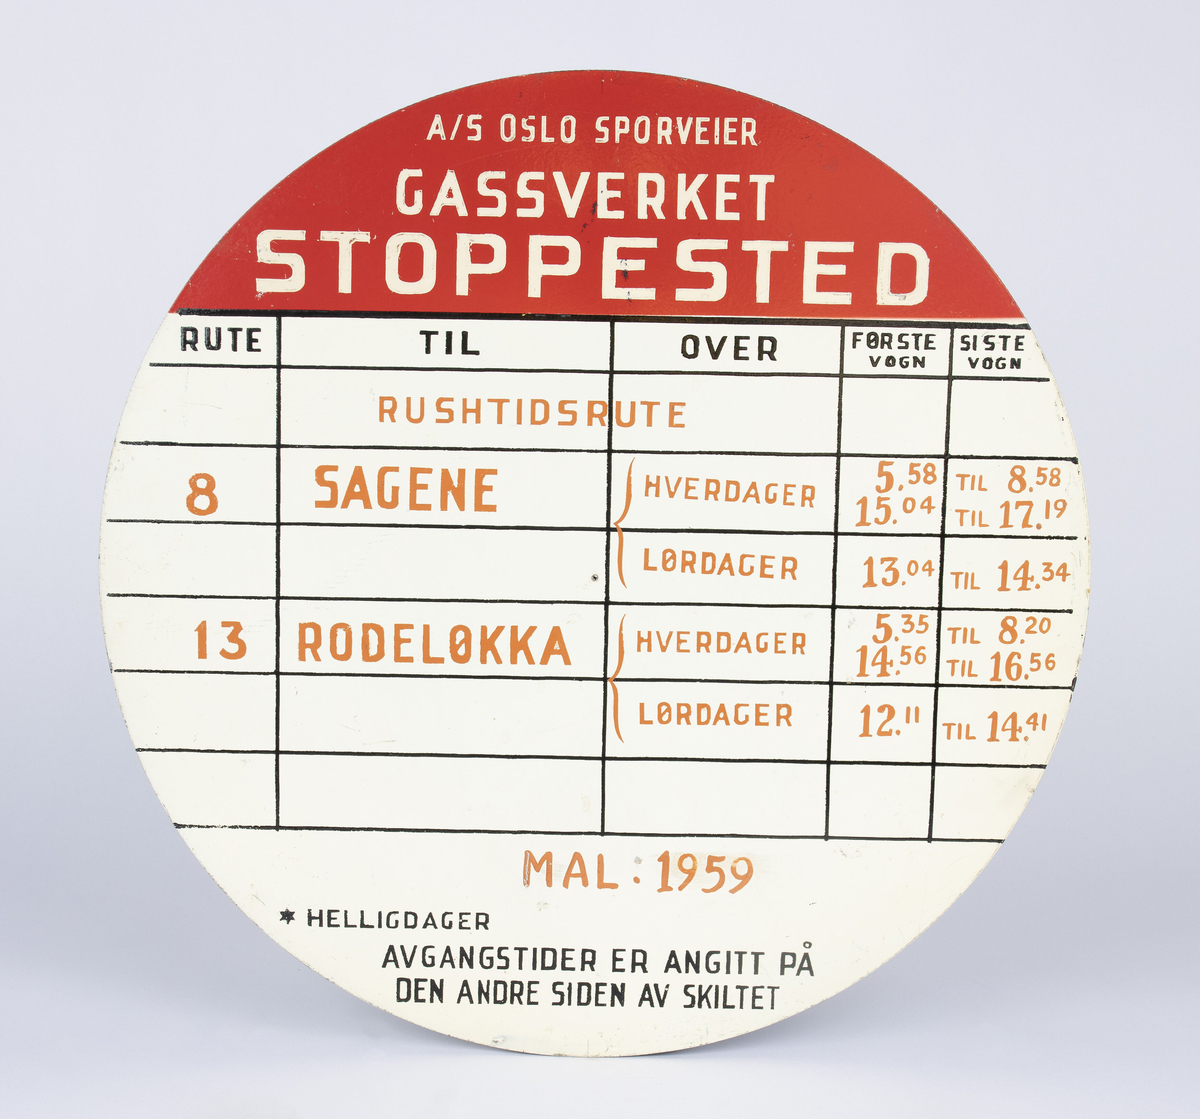 A/S OSLO SPORVEIER
GASSVERKET
STOPPESTED
RUTE TIL OVER FØRSTE VOGN SISTE VOGN
RUSHTIDSRUTE
8 SAGENE HVERDAGER 5.58 TIL 8.58
15.04 TIL 17.19
LØRDAGER 13.04 TIL 14.34
13 RODELØKKA HVERDAGER 5.35 TIL 8.20
14.56 TIL 16.56
LØRDAGER 12.11 TIL 14.41
MAL: 1959
* HELLIGDAGER
AVGANGSTIDER ER ANGITT PÅ
DEN ANDRE SIDEN AV SKILTET